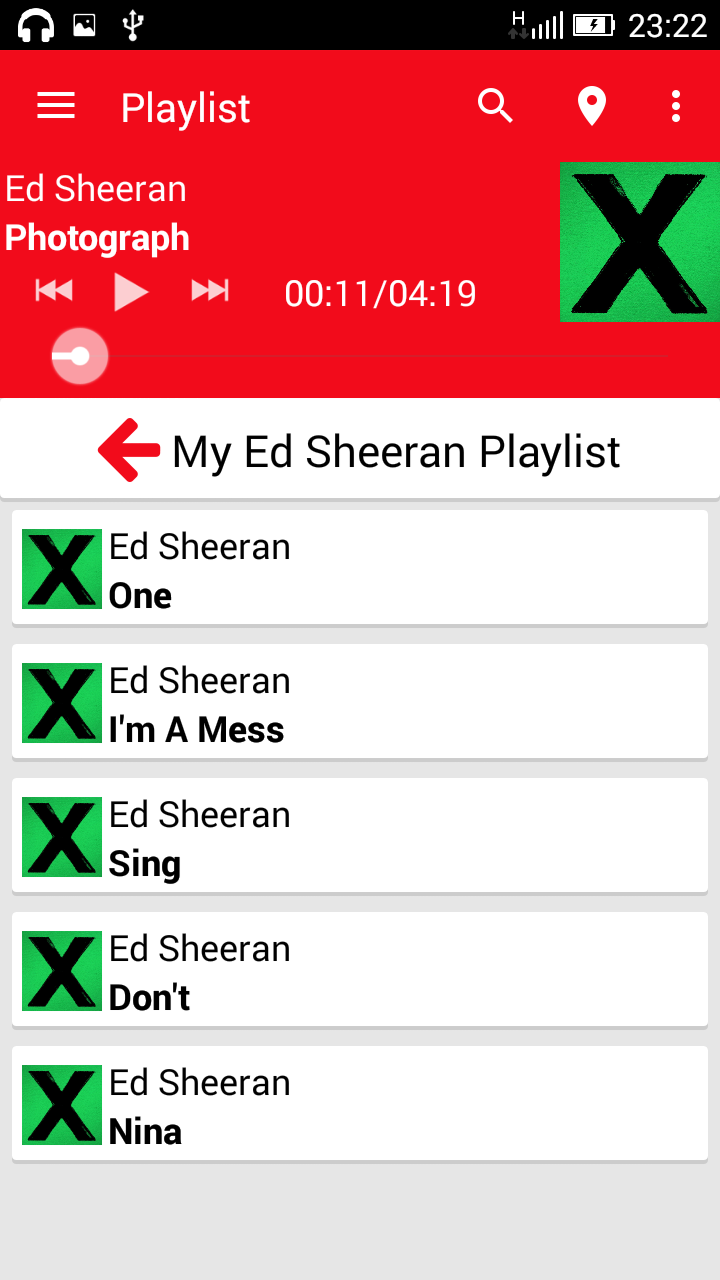 H
23:22
Playlist
Ed Sheeran
Photograph
00:11/04:19
X
My Ed Sheeran Playlist
X
Ed Sheeran
One
X
Ed Sheeran
I'm A Mess
X
Ed Sheeran
Sing
X
Ed Sheeran
Don't
X
Ed Sheeran
Nina